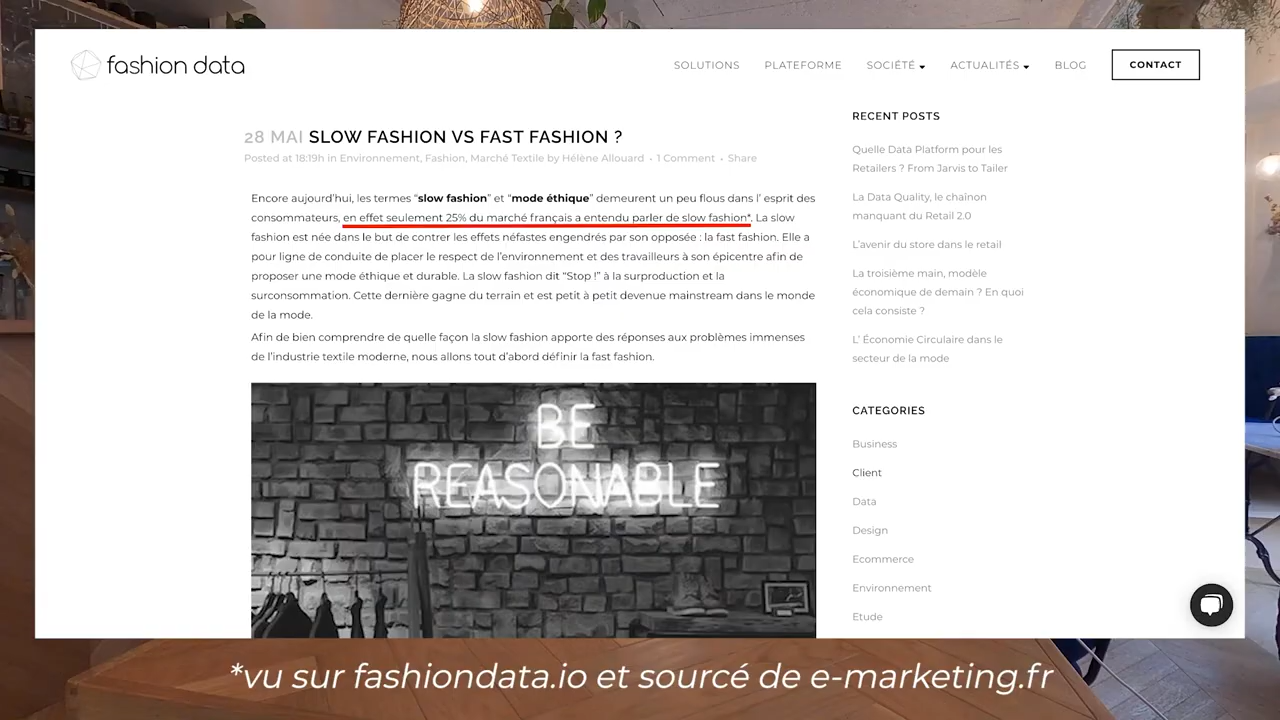 fashion data
SOLUTIONS
PLATEFORME
SOCIÉTÉ
ACTUALITÉS
BLOG
CONTACT
28 MAI SLOW FASHION VS FAST FASHION ?
Posted at 18:19h in Environnement, Fashion, Marché Textile by Hélène Allouard • 1 Comment • Share
Encore aujourd’hui, les termes “slow fashion” et “mode éthique” demeurent un peu flous dans l’ esprit des
consommateurs, en effet seulement 25% du marché français a entendu parler de slow fashion*. La slow
fashion est née dans le but de contrer les effets néfastes engendrés par son opposée : la fast fashion. Elle a
pour ligne de conduite de placer le respect de l’environnement et des travailleurs à son épicentre afin de
proposer une mode éthique et durable. La slow fashion dit “Stop !” à la surproduction et la
surconsommation. Cette dernière gagne du terrain et est petit à petit devenue mainstream dans le monde
de la mode.
Afin de bien comprendre de quelle façon la slow fashion apporte des réponses aux problèmes immenses
de l’industrie textile moderne, nous allons tout d’abord définir la fast fashion.
BE
REASONABLE
RECENT POSTS
Quelle Data Platform pour les
Retailers ? From Jarvis to Tailer
La Data Quality, le chaînon
manquant du Retail 2.0
L’avenir du store dans le retail
La troisième main, modèle
économique de demain ? En quoi
cela consiste ?
L’ Économie Circulaire dans le
secteur de la mode
CATEGORIES
Business
Client
Data
Design
Ecommerce
Environnement
Etude
*vu sur fashiondata.io et sourcé de e-marketing.fr